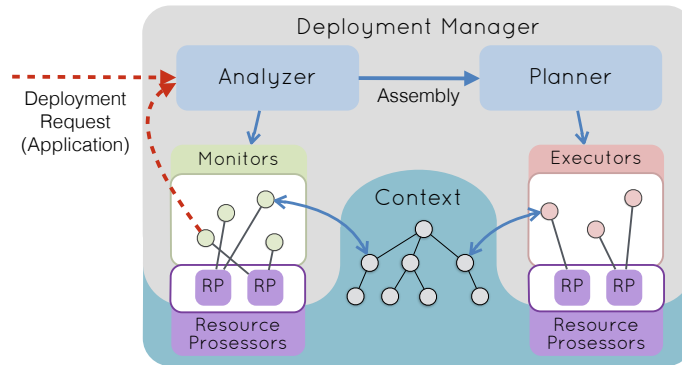 Deployment Manager
Analyzer
Planner
Assembly
Deployment
Request
(Application)
Monitors
Executors
Context
RP
RP
RP
RP
Resource
Prosessors
Resource
Prosessors